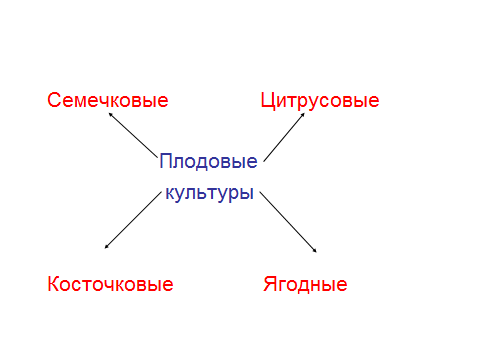 Семечковые
Цитрусовые
Плодовые
культуры
Косточковые
Ягодные